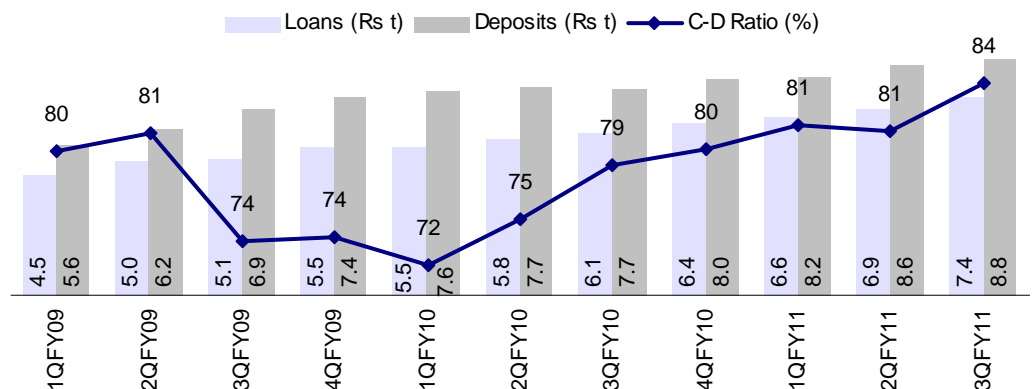 Loans (Rs t) Deposits (Rs t) C-D Ratio (%)
80 81 74 74 72 75 79 80 81 81 84
4.5 5.6 5.0 6.2 5.1 6.9 5.5 7.4 5.5 7.6 5.8 7.7 6.1 7.7 6.4 8.0 6.6 8.2 6.9 8.6 7.4 8.8
1QFY09 2QFY09 3QFY09 4QFY09 1QFY10 2QFY10 3QFY10 4QFY10 1QFY11 2QFY11 3QFY11